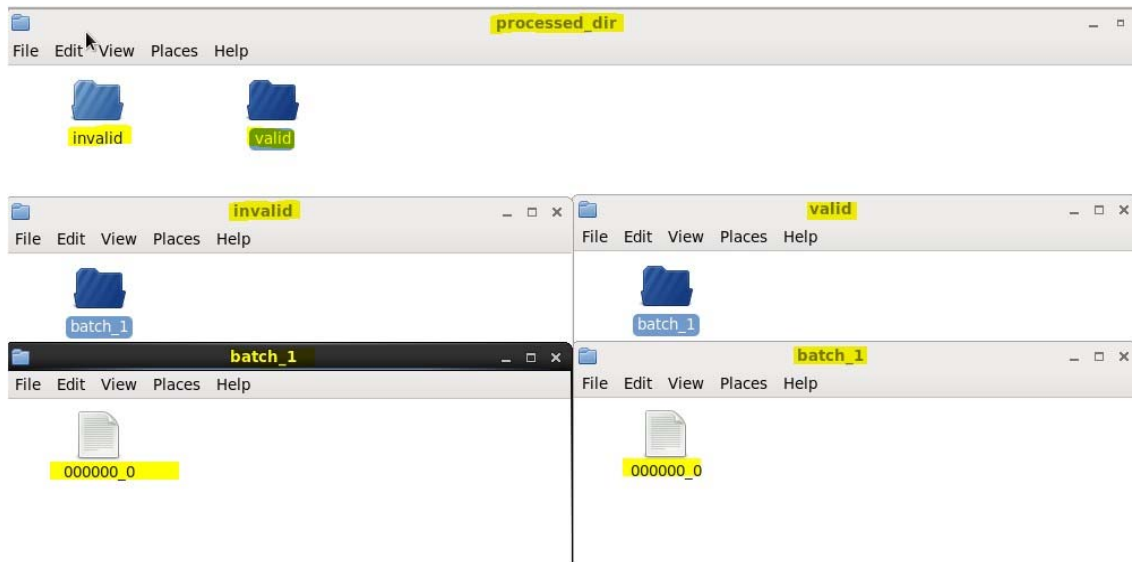 processed_dir
File Edit View Places Help
invalid valid
invalid
File Edit View Places Help
batch_1
valid
File Edit View Places Help
batch_1
batch_1
File Edit View Places Help
000000_0
batch_1
File Edit View Places Help
000000_0